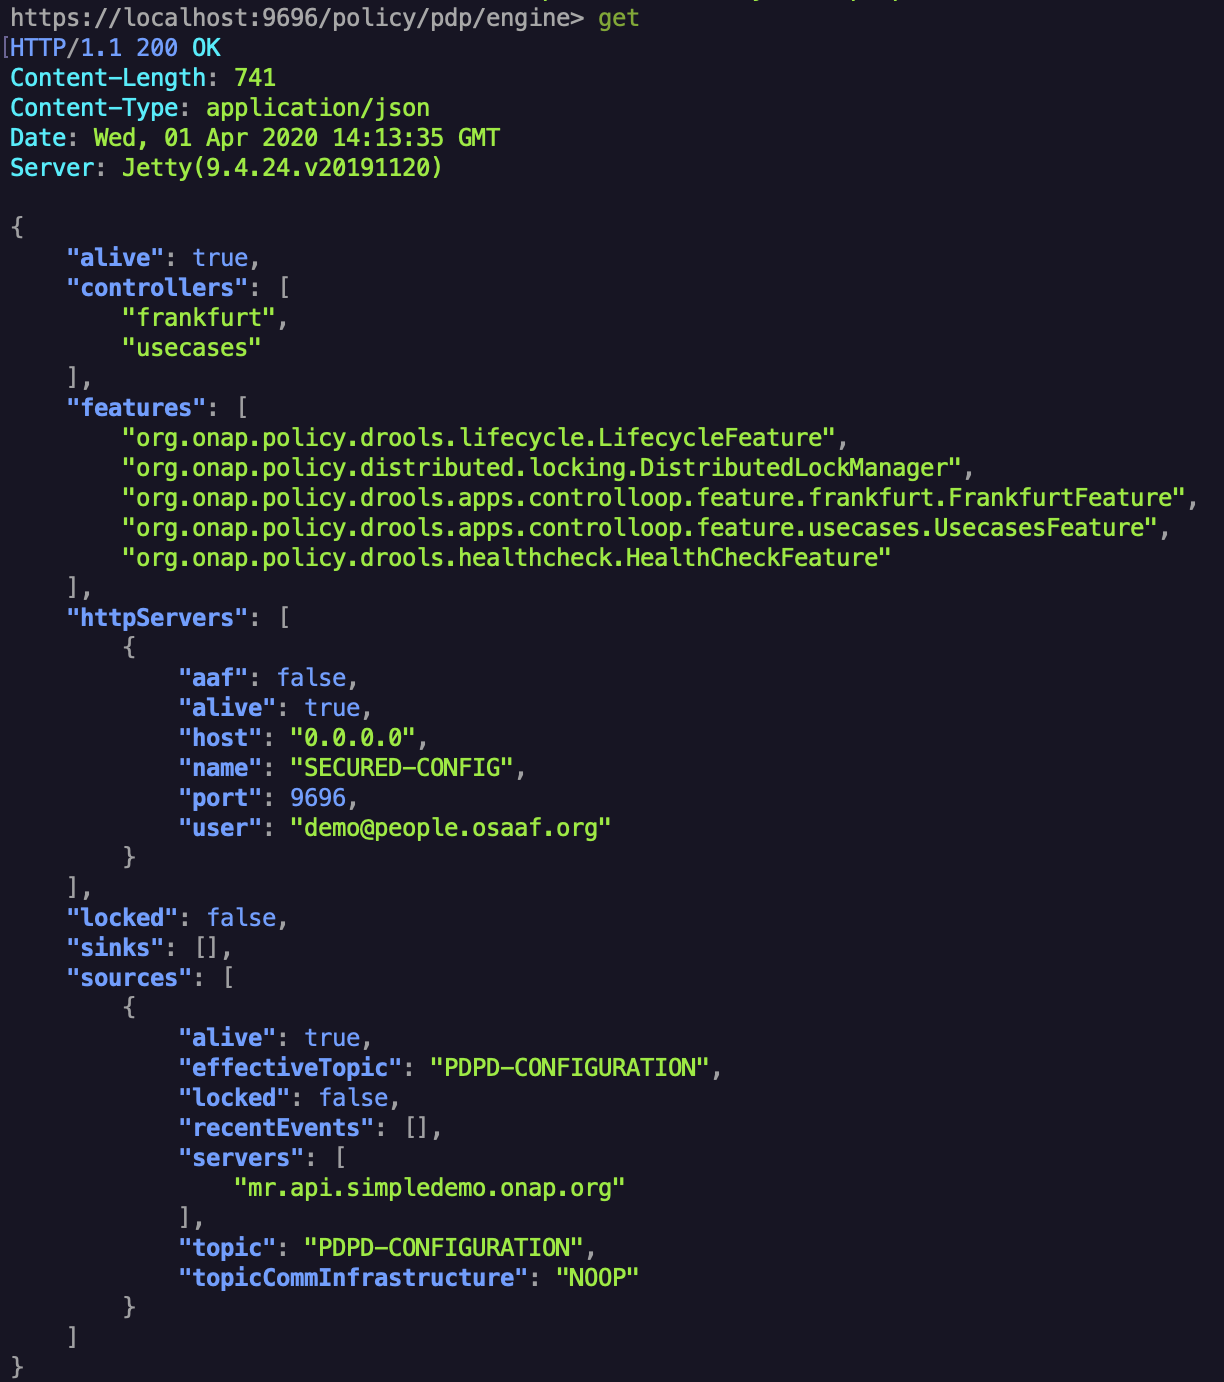 https://localhost:9696/policy/pdp/engine> get
HTTP/1.1 200 OK
Content-Length: 741
Content-Type: application/json
Date: Wed, 01 Apr 2020 14:13:35 GMT
Server: Jetty(9.4.24.v20191120)

{
    "alive": true,
    "controllers": [
        "frankfurt",
        "usecases"
    ],
    "features": [
        "org.onap.policy.drools.lifecycle.LifecycleFeature",
        "org.onap.policy.distributed.locking.DistributedLockManager",
        "org.onap.policy.drools.apps.controlloop.feature.frankfurt.FrankfurtFeature",
        "org.onap.policy.drools.apps.controlloop.feature.usecases.UsecasesFeature",
        "org.onap.policy.drools.healthcheck.HealthCheckFeature"
    ],
    "httpServers": [
        {
            "aaf": false,
            "alive": true,
            "host": "0.0.0.0",
            "name": "SECURED-CONFIG",
            "port": 9696,
            "user": "demo@people.osaaf.org"
        }
    ],
    "locked": false,
    "sinks": [],
    "sources": [
        {
            "alive": true,
            "effectiveTopic": "PDPD-CONFIGURATION",
            "locked": false,
            "recentEvents": [],
            "servers": [
                "mr.api.simpledemo.onap.org"
            ],
            "topic": "PDPD-CONFIGURATION",
            "topicCommInfrastructure": "NOOP"
        }
    ]
}